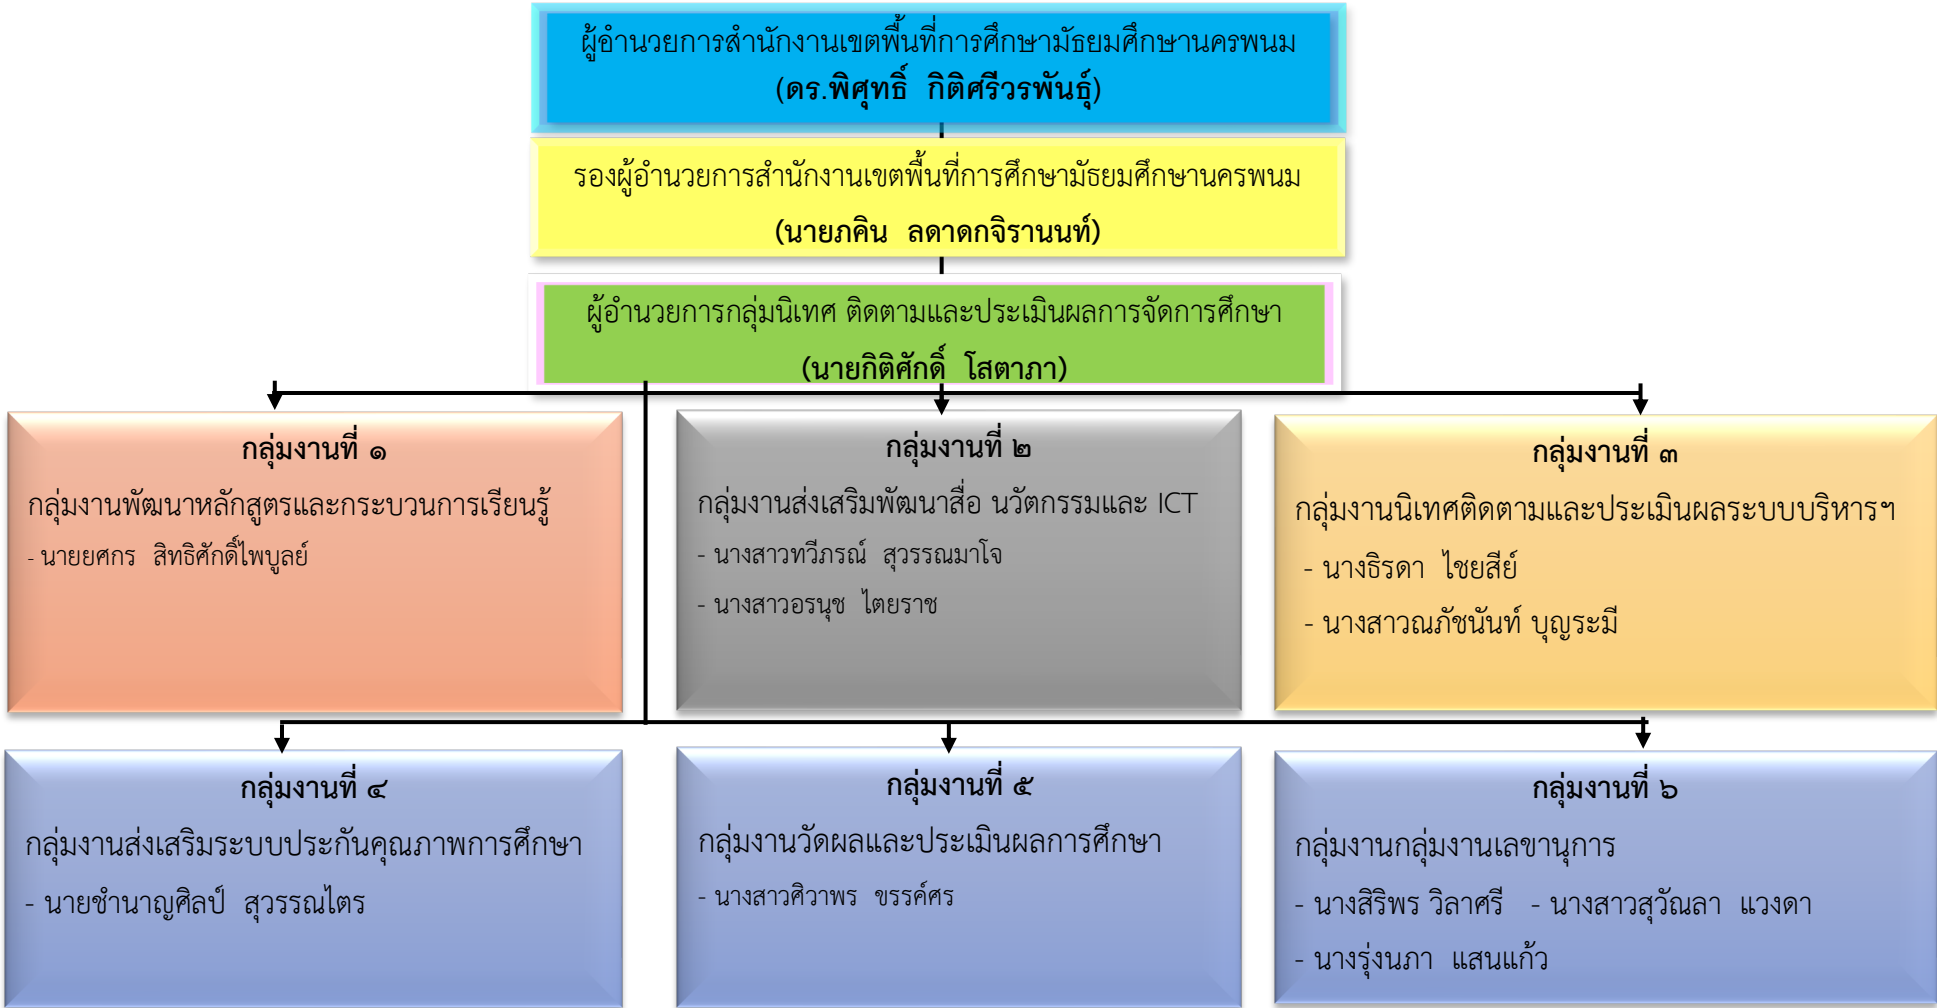 ผู้อำนวยการสำนักงานเขตพื้นที่การศึกษามัธยมศึกษานครพนม
(ดร.พิศุทธิ์ กิติศรีวรพันธุ์)
รองผู้อำนวยการสำนักงานเขตพื้นที่การศึกษามัธยมศึกษานครพนม
(นายภคิน ลดาดกจิรานนท์)
ผู้อำนวยการกลุ่มนิเทศ ติดตามและประเมินผลการจัดการศึกษา
(นายกิติศักดิ์ โสตาภา)
กลุ่มงานที่ ๑
กลุ่มงานพัฒนาหลักสูตรและกระบวนการเรียนรู้
- นายยศกร สิทธิศักดิ์ไพบูลย์
กลุ่มงานที่ ๒
กลุ่มงานส่งเสริมพัฒนาสื่อ นวัตกรรมและ ICT
- นางสาวทวีภรณ์ สุวรรณมาโจ
- นางสาวอรนุช ไตยราช
กลุ่มงานที่ ๓
กลุ่มงานนิเทศติดตามและประเมินผลระบบบริหารฯ
- นางธิรดา ไชยสีย์
- นางสาวณภัชนันท์ บุญระมี
กลุ่มงานที่ ๔
กลุ่มงานส่งเสริมระบบประกันคุณภาพการศึกษา
- นายชำนาญศิลป์ สุวรรณไตร
กลุ่มงานที่ ๕
กลุ่มงานวัดผลและประเมินผลการศึกษา
- นางสาวศิวาพร ขรรค์ศร
กลุ่มงานที่ ๖
กลุ่มงานกลุ่มงานเลขานุการ
- นางสิริพร วิลาศรี - นางสาวสุวัณลา แวงดา
- นางรุ่งนภา แสนแก้ว